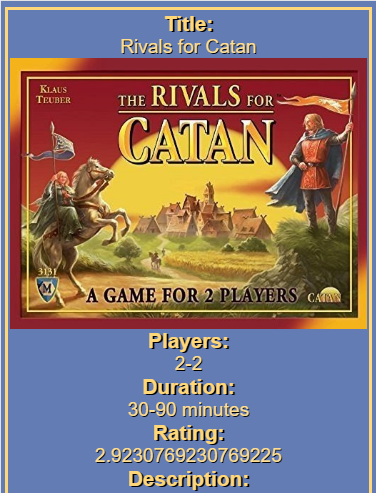 Title:
Rivals for Catan
KLAUS
TEUBER
THE RIVALS FOR
CATAN
3131
M
A GAME FOR 2 PLAYERS
CATAN
Players:
2-2
Duration:
30-90 minutes
Rating:
2.9230769230769225
Description: